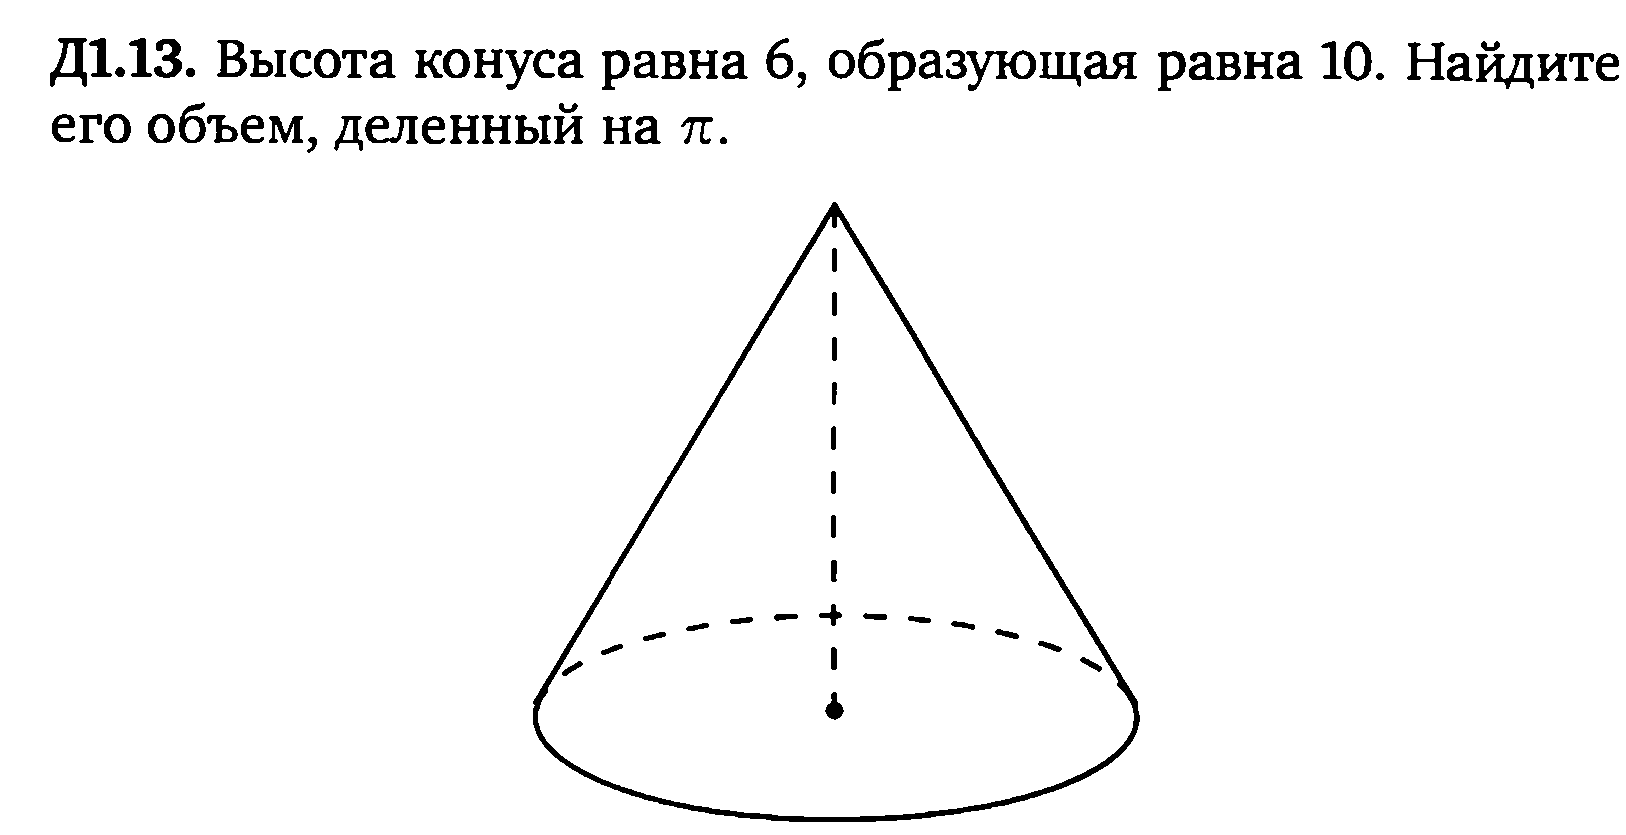 Д1.13. Высота конуса равна 6, образующая равна 10. Найдите
его объем, деленный на π.